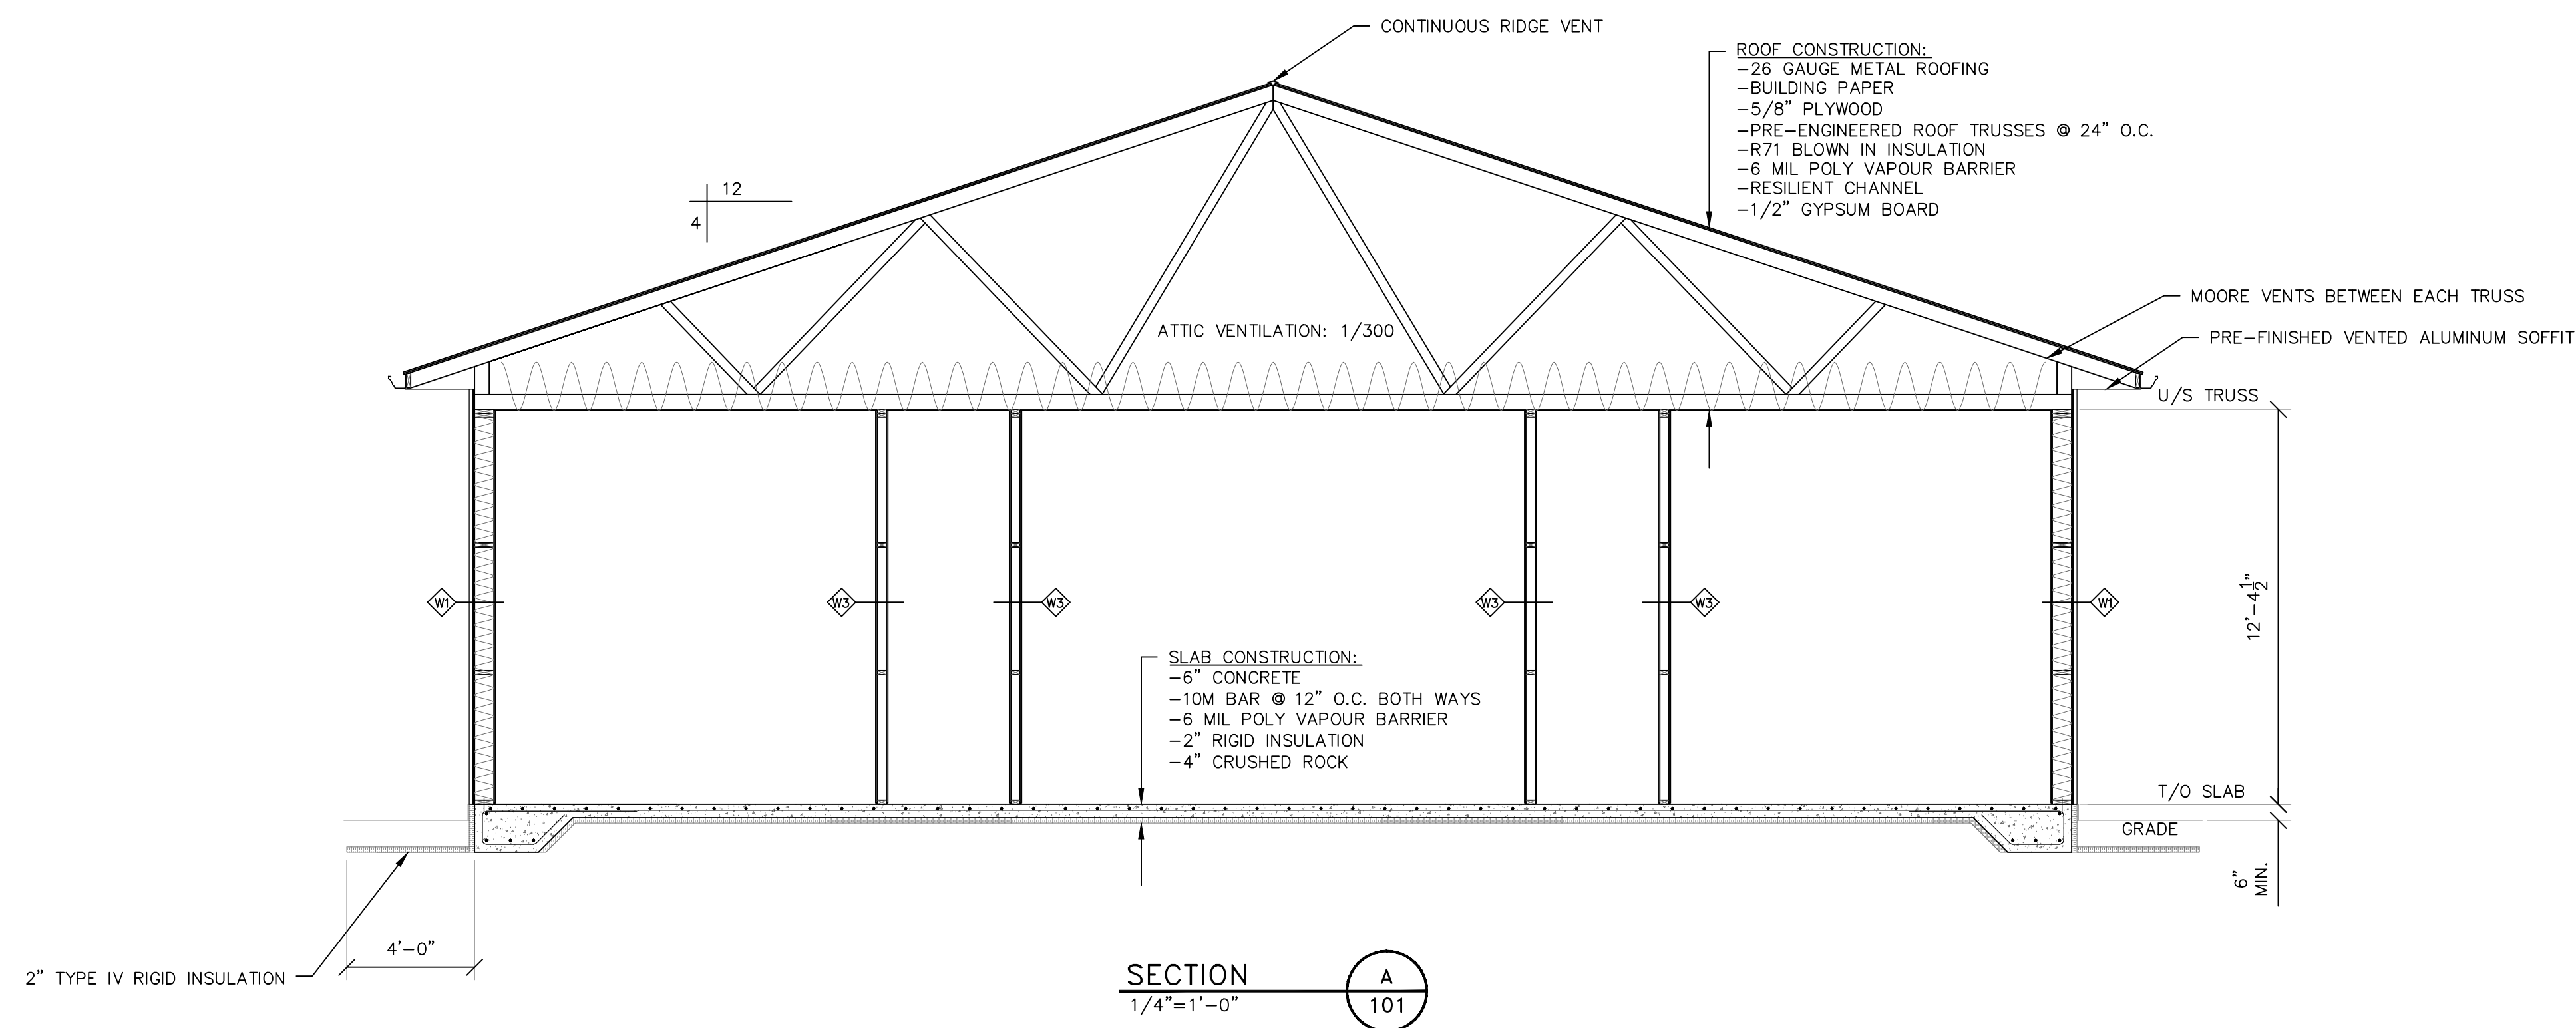 CONTINUOUS RIDGE VENT
ROOF CONSTRUCTION:
-26 GAUGE METAL ROOFING
-BUILDING PAPER
-5/8" PLYWOOD
-PRE-ENGINEERED ROOF TRUSSES @ 24" O.C.
-R71 BLOWN IN INSULATION
-6 MIL POLY VAPOUR BARRIER
-RESILIENT CHANNEL
-1/2" GYPSUM BOARD
12
4
MOORE VENTS BETWEEN EACH TRUSS
ATTIC VENTILATION: 1/300
PRE-FINISHED VENTED ALUMINUM SOFFIT
U/S TRUSS
W1
W3
W3
W3
W3
W1
12'-4 1/2"
SLAB CONSTRUCTION:
-6" CONCRETE
-10M BAR @ 12" O.C. BOTH WAYS
-6 MIL POLY VAPOUR BARRIER
-2" RIGID INSULATION
-4" CRUSHED ROCK
T/O SLAB
GRADE
6"
MIN.
4'-0"
2" TYPE IV RIGID INSULATION
SECTION
1/4"=1'-0"
A
101